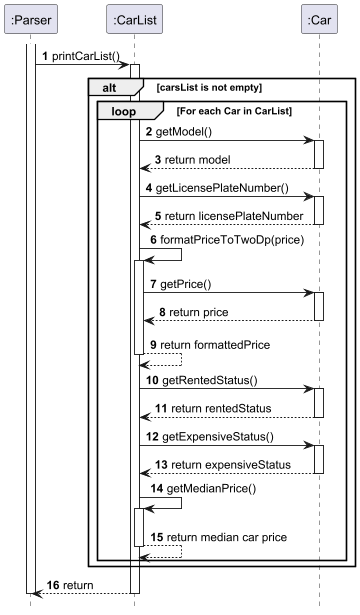 :Parser
:CarList
:Car
1 printCarList()
alt
[carsList is not empty]
loop
[For each Car in CarList]
2 getModel()
3 return model
4 getLicensePlateNumber()
5 return licensePlateNumber
6 formatPriceToTwoDp(price)
7 getPrice()
8 return price
9 return formattedPrice
10 getRentedStatus()
11 return rentedStatus
12 getExpensiveStatus()
13 return expensiveStatus
14 getMedianPrice()
15 return median car price
16 return